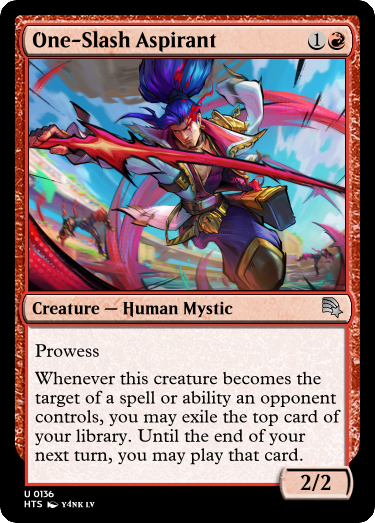 One-Slash Aspirant 1
Creature — Human Mystic
Prowess
Whenever this creature becomes the
target of a spell or ability an opponent
controls, you may exile the top card of
your library. Until the end of your
next turn, you may play that card.
2/2
U 0136
HTS Y4NK LV